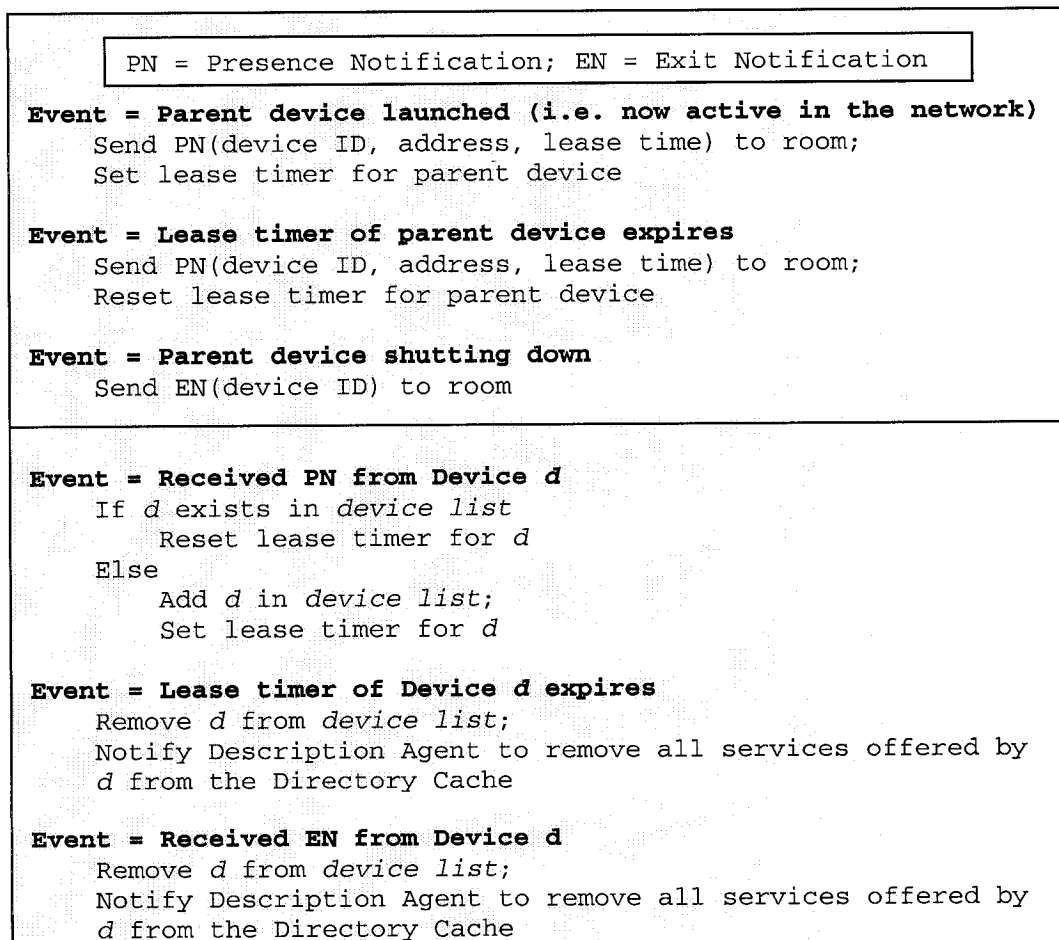 PN = Presence Notification; EN = Exit Notification
Event = Parent device launched (i.e. now active in the network)
Send PN(device ID, address, lease time) to room;
Set lease timer for parent device
Event = Lease timer of parent device expires
Send PN(device ID, address, lease time) to room;
Reset lease timer for parent device
Event = Parent device shutting down
Send EN(device ID) to room
Event = Received PN from Device d
If d exists in device list
Reset lease timer for d
Else
Add d in device list;
Set lease timer for d
Event = Lease timer of Device d expires
Remove d from device list;
Notify Description Agent to remove all services offered by
d from the Directory Cache
Event = Received EN from Device d
Remove d from device list;
Notify Description Agent to remove all services offered by
d from the Directory Cache